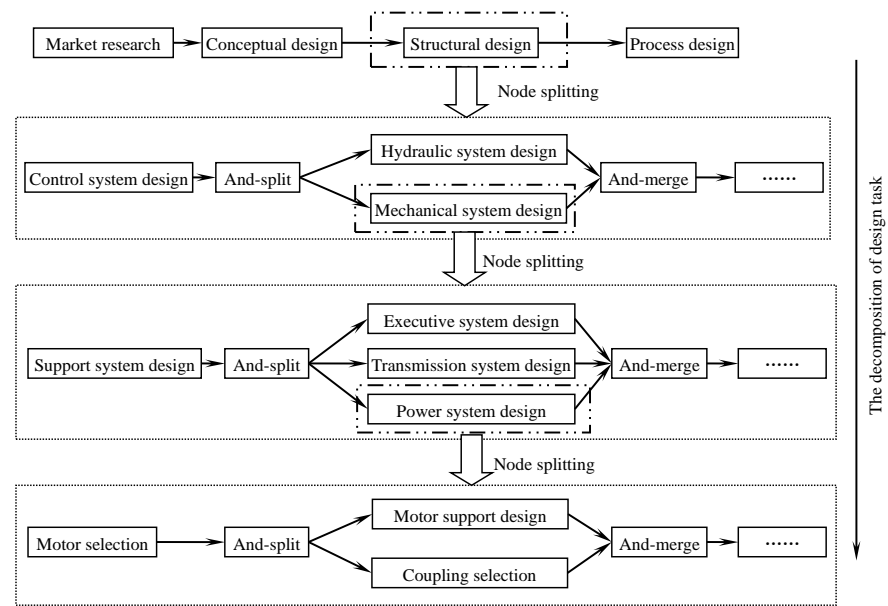 Market research
Conceptual design
Structural design
Process design
Node splitting
Control system design
And-split
Hydraulic system design
Mechanical system design
And-merge
······
Node splitting
Support system design
And-split
Executive system design
Transmission system design
Power system design
And-merge
······
Node splitting
Motor selection
And-split
Motor support design
Coupling selection
And-merge
······
The decomposition of design task